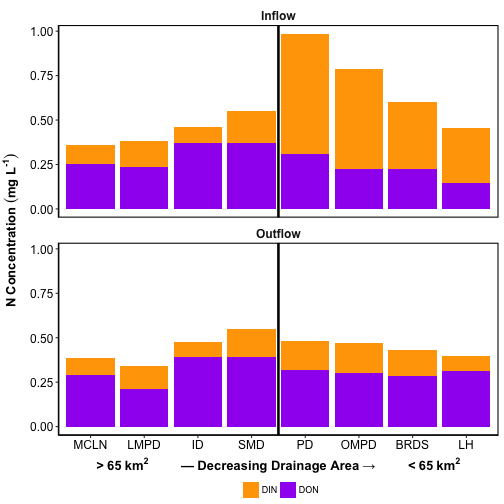 Inflow
1.00
0.75
0.50
0.25
0.00
Outflow
1.00
0.75
0.50
0.25
0.00
N Concentration (mg L⁻¹)
MCLN LMPD ID SMD PD OMPD BRDS LH
> 65 km² — Decreasing Drainage Area → < 65 km²
DIN DON